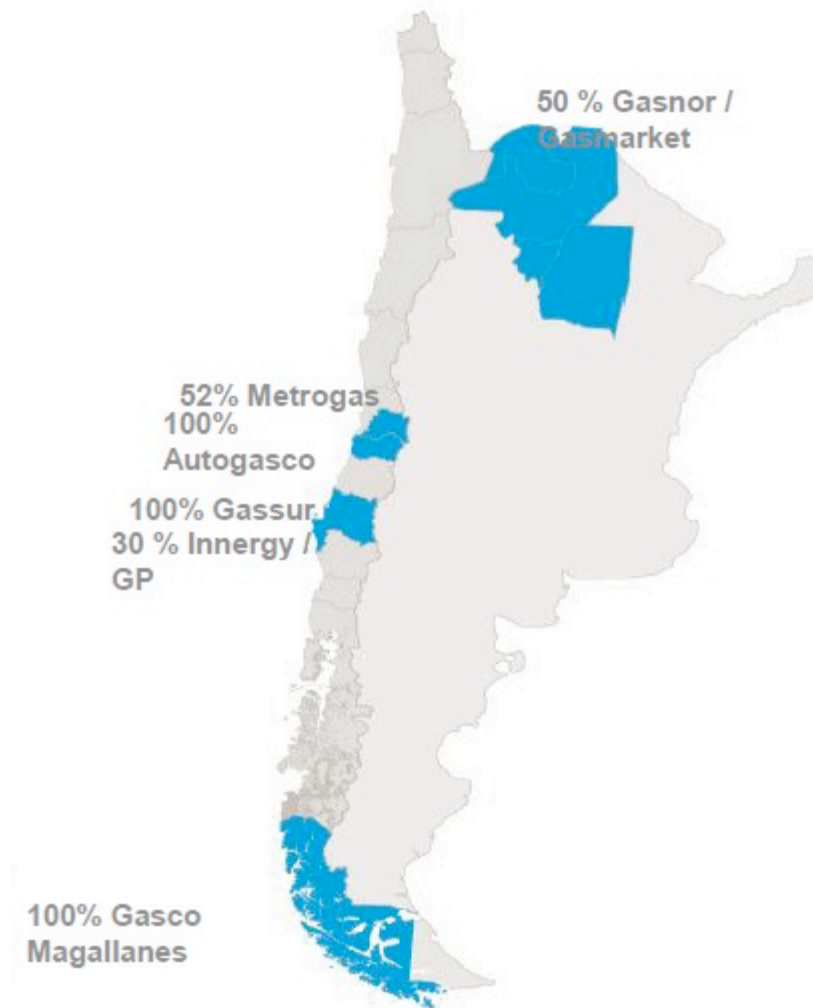 50 % Gasnor /
Gasmarket
52% Metrogas
100%
Autogasco
100% Gassur
30 % Innergy /
GP
100% Gasco
Magallanes